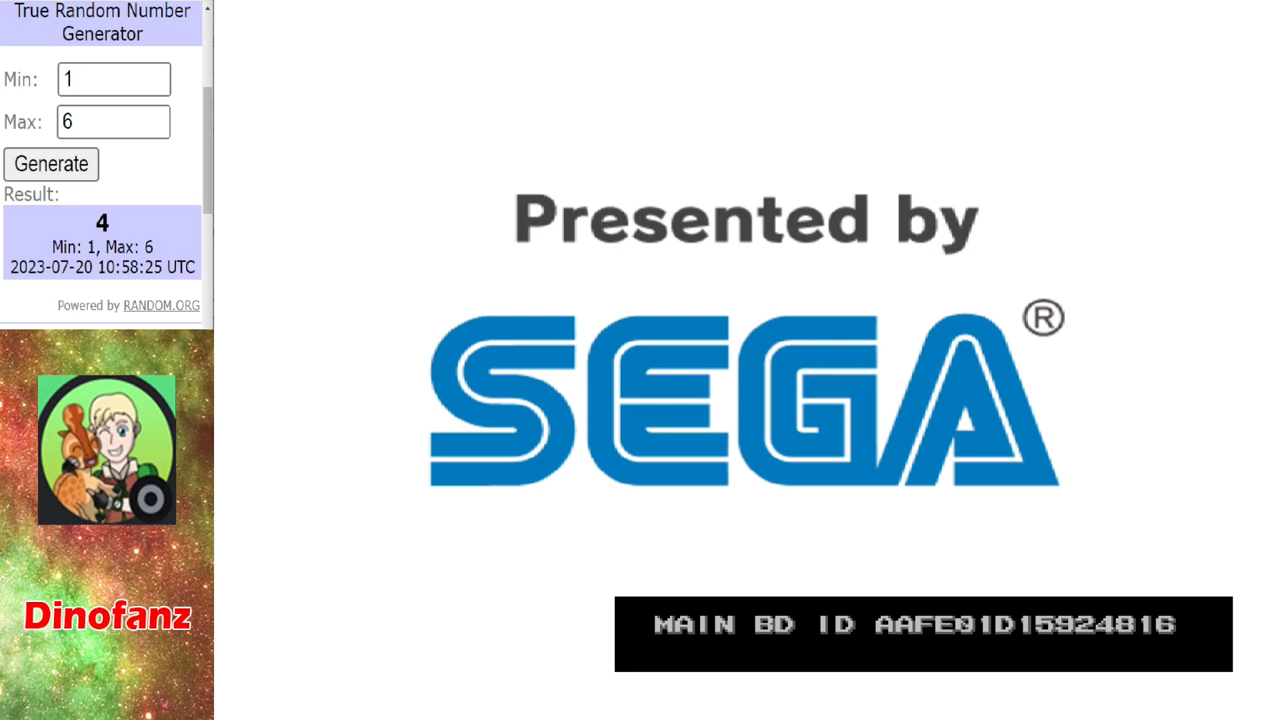 True Random Number
Generator
Min: 1
Max: 6
Generate
Result:
4
Min: 1, Max: 6
2023-07-20 10:58:25 UTC
Powered by RANDOM.ORG
Dinofanz
Presented by
SEGA®
MAIN BD ID AAFE01D15924816